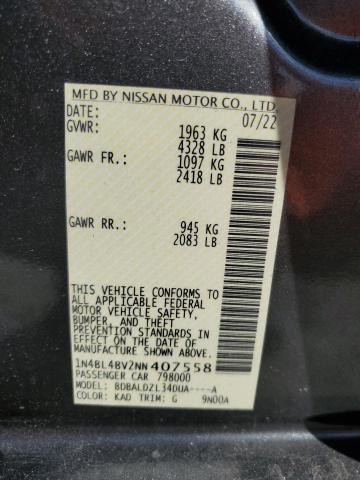 MFD BY NISSAN MOTOR CO., LTD.
DATE: 07/22
GVWR: 1963 KG
4328 LB
GAWR FR.: 1097 KG
2418 LB
GAWR RR.: 945 KG
2083 LB
THIS VEHICLE CONFORMS TO
ALL APPLICABLE FEDERAL
MOTOR VEHICLE SAFETY,
BUMPER, AND THEFT
PREVENTION STANDARDS
IN EFFECT ON THE DATE OF
MANUFACTURE SHOWN ABOVE.
1N4BL4BV2NN407558
PASSENGER CAR 798000
MODEL: BDBALDZL34DUA----A
COLOR: KAD TRIM: G 9N00A